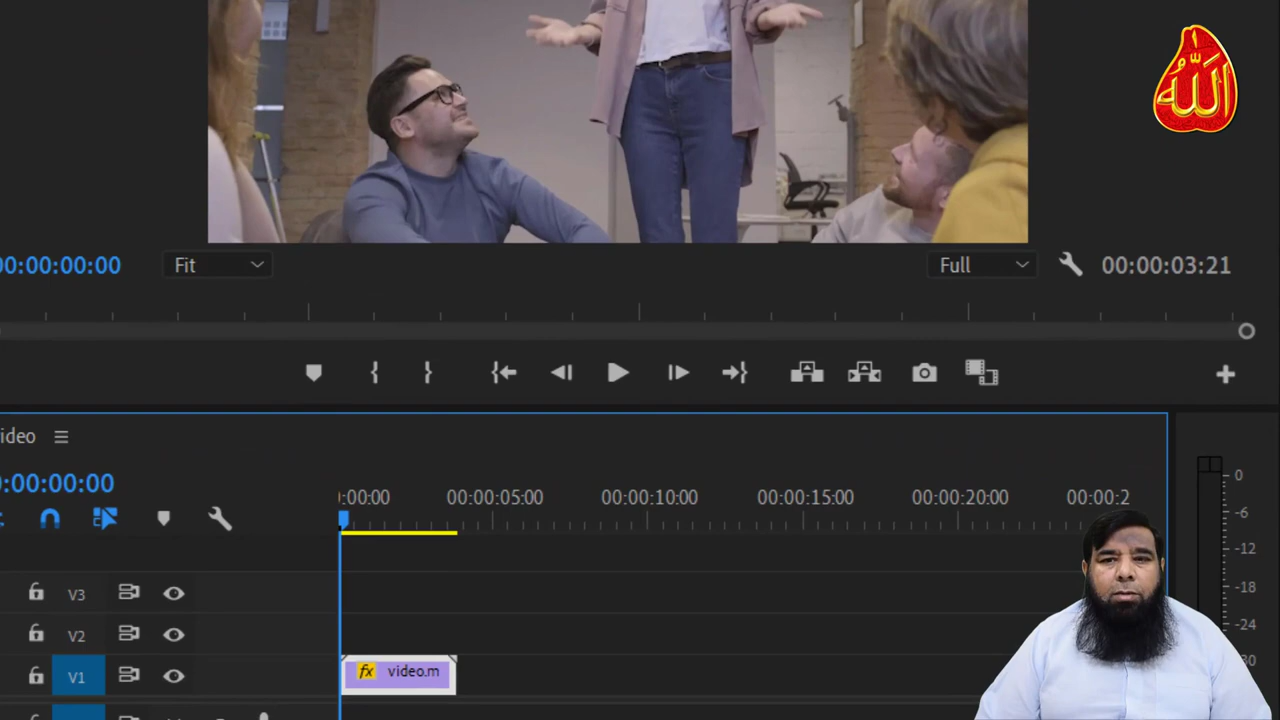 اللہ
00:00:00:00
Fit
Full
00:00:03:21
ideo
:00:00:00
:00:00
00:00:05:00
00:00:10:00
00:00:15:00
00:00:20:00
00:00:2
0
-6
-12
-18
-24
30
V3
V2
V1
fx video.m